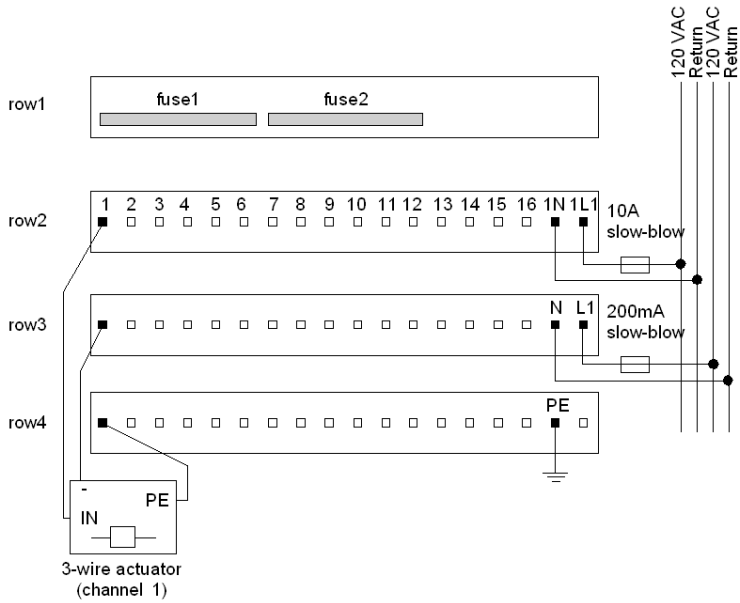 120 VAC
Return
120 VAC
Return
row1
fuse1 fuse2
row2
1 2 3 4 5 6 7 8 9 10 11 12 13 14 15 16 1N 1L1
10A
slow-blow
row3
N L1
200mA
slow-blow
row4
PE
-
PE
IN
3-wire actuator
(channel 1)